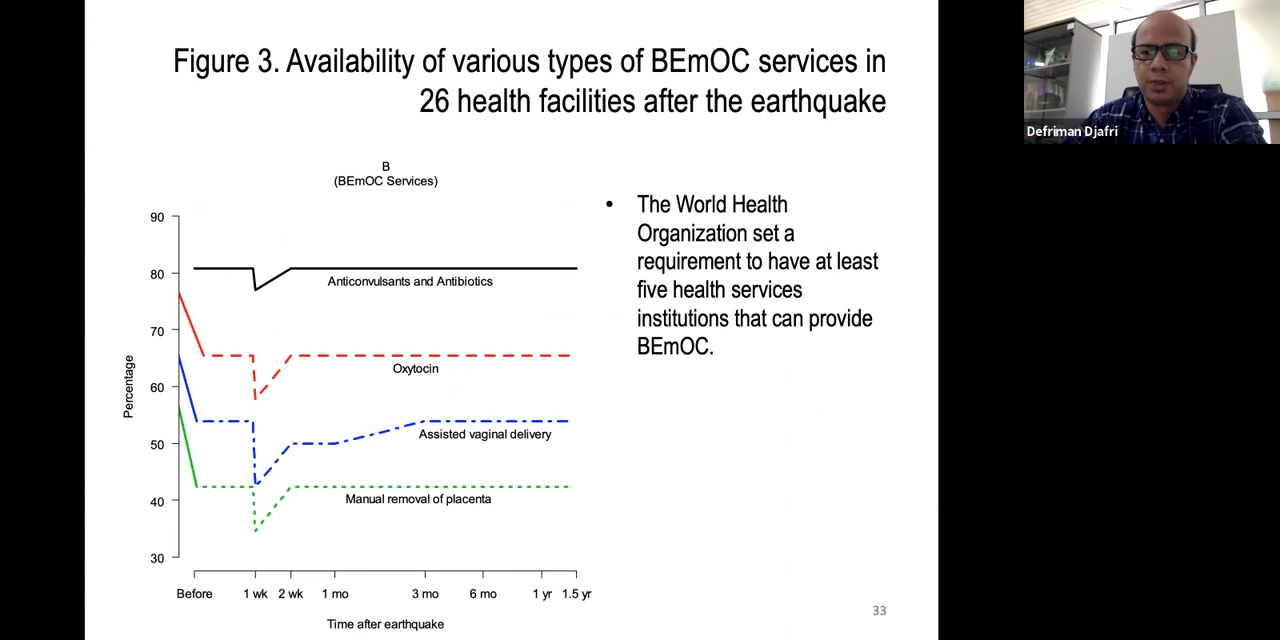 Figure 3. Availability of various types of BEmOC services in
26 health facilities after the earthquake
Defriman Djafri
B
(BEmOC Services)
90
80
70
60
50
40
30
Percentage
Anticonvulsants and Antibiotics
Oxytocin
Assisted vaginal delivery
Manual removal of placenta
Before
1 wk
2 wk
1 mo
3 mo
6 mo
1 yr
1.5 yr
Time after earthquake
• The World Health
Organization set a
requirement to have at least
five health services
institutions that can provide
BEmOC.
33